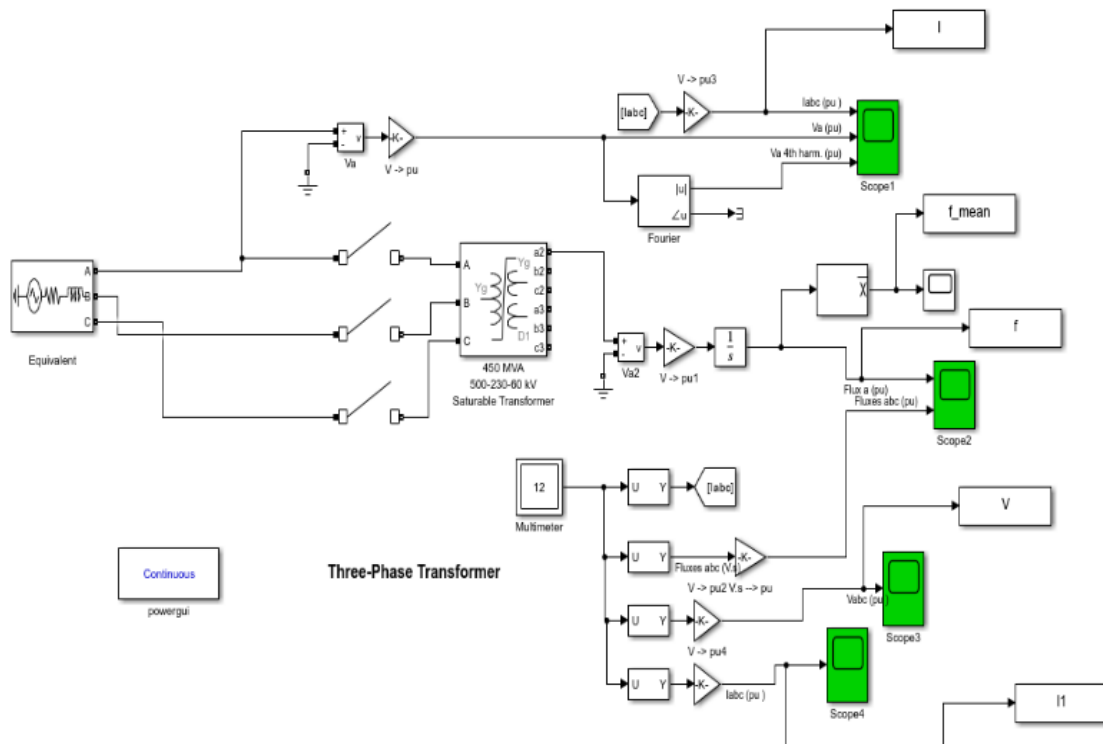 I
V -> pu3
[Iabc]
-K-
Iabc (pu )
Va (pu)
Va 4th harm. (pu)
Scope1
+
-
v
Va
-K-
V -> pu
|u|
∠u
Fourier
f_mean
A
B
C
Equivalent
A
B
C
Yg
Yg
D1
a2
b2
c2
a3
b3
c3
450 MVA
500-230-60 kV
Saturable Transformer
X
f
+
-
v
Va2
-K-
V -> pu1
1
s
Flux a (pu)
Fluxes abc (pu)
Scope2
12
Multimeter
U Y
[Iabc]
V
Continuous
powergui
Three-Phase Transformer
U Y
Fluxes abc (V.s)
-K-
V -> pu2 V.s --> pu
Vabc (pu )
Scope3
U Y
-K-
V -> pu4
U Y
-K-
Iabc (pu )
Scope4
I1